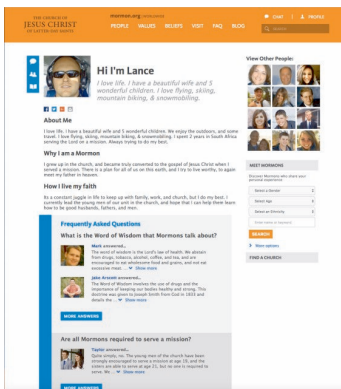 THE CHURCH OF
JESUS CHRIST
OF LATTER-DAY SAINTS
mormon.org
PEOPLE VALUES BELIEFS VISIT FAQ BLOG
CHAT | PROFILE
Search
Hi I'm Lance
I love life. I have a beautiful wife and 5
wonderful children. I love flying, skiing,
mountain biking, & snowmobiling.
View Other People:
About Me
I love life. I have a beautiful wife and 5 wonderful children. We enjoy the outdoors, and some
travel. I love flying, skiing, mountain biking, & snowmobiling. I spent 2 years in South Africa
serving the Land on a mission. Always trying to do my best.
Why I am a Mormon
I grew up in the church, and became truly converted to the gospel of Jesus Christ when I
served a mission. There is a plan for all of us on this earth, and I try to live worthy, to again
meet my father in heaven.
How I live my faith
Its a constant juggle in life to keep up with family, work, and church, but I do my best. I
currently lead the young men of our are in the church, and hope that I can help them learn
how to be good husbands, fathers, and men.
MEET MORMONS
Discover Mormons who share your
personal experience.
Select a Gender
Select Age
Select an Ethnicity
Enter name or keyword
SEARCH
More options
FIND A CHURCH
Frequently Asked Questions
What is the Word of Wisdom that Mormons talk about?
Mark answered...
The word of wisdom is the Lord's law of health. We abstain
from drugs, tobacco, alcohol, coffee, and tea, and are
encouraged to eat wholesome food and grains, and not eat
excessive meat. ... Show more
Jake answered...
The Word of Wisdom involves the use of drugs and the
importance of keeping our bodies healthy and strong. This
doctrine was given to Joseph Smith from God in 1833 and
details the ... Show more
MORE ANSWERS
Are all Mormons required to serve a mission?
Taylor answered...
Quite simply, no. The young men of the church have been
strongly encouraged to serve a mission at age 19, and the
sisters are able to serve at age 21, but no one is required to
serve. We ... Show more
MORE ANSWERS